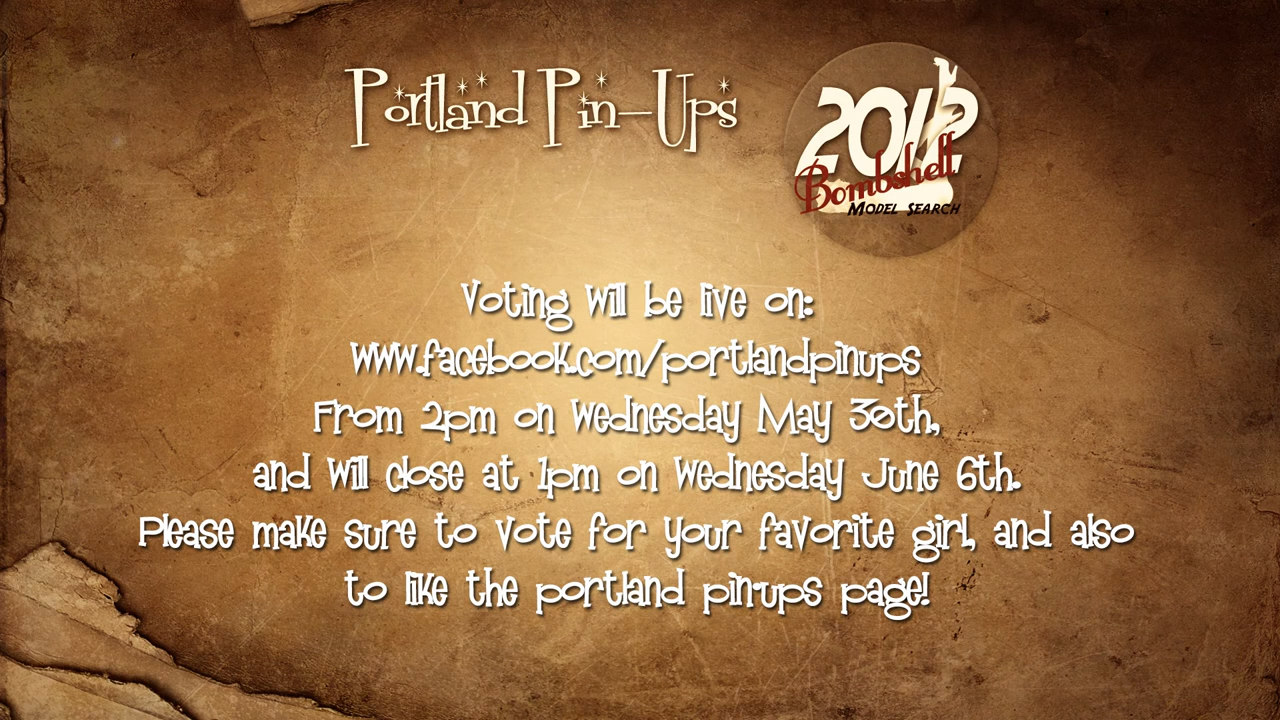 Portland Pin-Ups
2012
Bombshell
Model Search
Voting will be live on:
www.facebook.com/portlandpinups
From 2pm on Wednesday May 30th,
and will close at 1pm on Wednesday June 6th.
Please make sure to vote for your favorite girl, and also
to like the portland pin-ups page!